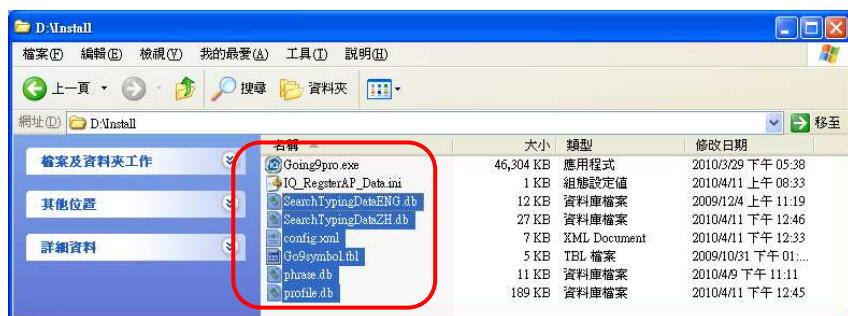 D:\Install
檔案(F) 編輯(E) 檢視(V) 我的最愛(A) 工具(T) 說明(H)
上一頁 搜尋 資料夾
網址(D) D:\Install 移至
名稱 大小 類型 修改日期
檔案及資料夾工作
其他位置
詳細資料
Going9pro.exe 46,304 KB 應用程式 2010/3/29 下午 05:38
IQ_RegsterAP_Data.ini 1 KB 組態設定值 2010/4/11 上午 08:33
SearchTypingDataENG.db 12 KB 資料庫檔案 2009/12/4 上午 11:19
SearchTypingDataZH.db 27 KB 資料庫檔案 2010/4/11 下午 12:46
config.xml 7 KB XML Document 2010/4/11 下午 12:33
Go9symbol.tbl 5 KB TBL 檔案 2009/10/31 下午 01:...
phrase.db 11 KB 資料庫檔案 2010/4/9 下午 11:11
profile.db 189 KB 資料庫檔案 2010/4/11 下午 12:45